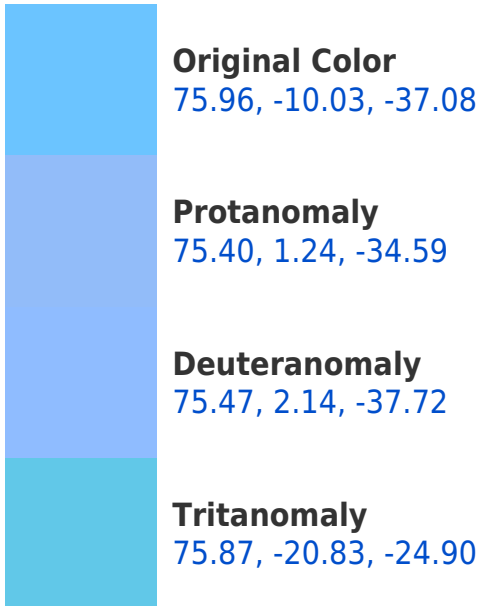 Original Color
75.96, -10.03, -37.08
Protanomaly
75.40, 1.24, -34.59
Deuteranomaly
75.47, 2.14, -37.72
Tritanomaly
75.87, -20.83, -24.90